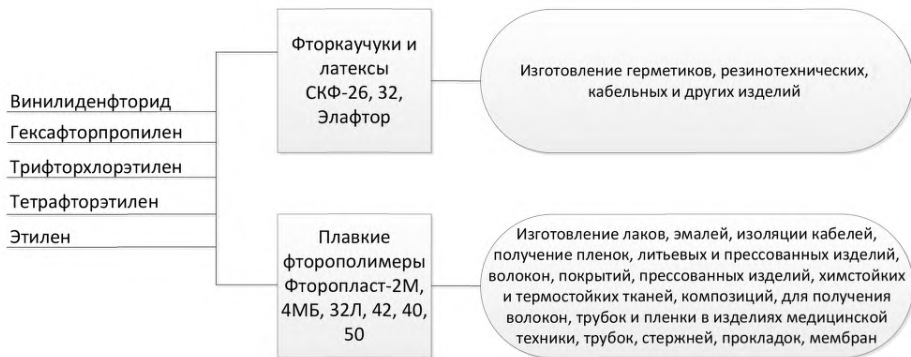 Винилиденфторид
Гексафторпропилен
Трифторхлорэтилен
Тетрафторэтилен
Этилен
Фторкаучуки и
латексы
СКФ-26, 32,
Элафтор
Изготовление герметиков, резинотехнических,
кабельных и других изделий
Плавкие
фторополимеры
Фторопласт-2М,
4МБ, 32Л, 42, 40,
50
Изготовление лаков, эмалей, изоляции кабелей,
получение пленок, литьевых и прессованных изделий,
волокон, покрытий, прессованных изделий, химстойких
и термостойких тканей, композиций, для получения
волокон, трубок и пленки в изделиях медицинской
техники, трубок, стержней, прокладок, мембран